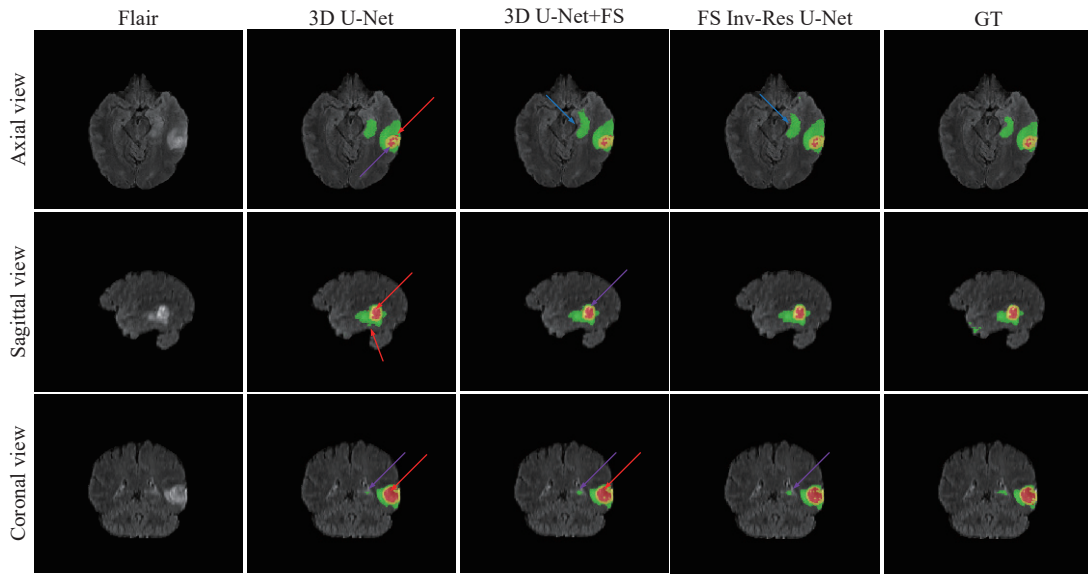 Flair 3D U-Net 3D U-Net+FS FS Inv-Res U-Net GT
Axial view
Sagittal view
Coronal view